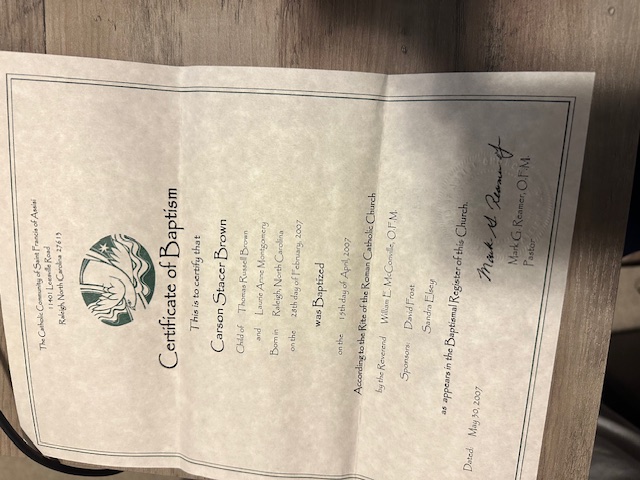 The Catholic Community of Saint Francis of Assisi
11401 Leesville Road
Raleigh, North Carolina 27613
Certificate of Baptism
This is to certify that
Carson Stacer Brown
Child of Thomas Russell Brown
and Laurie Anne Montgomery
Born in Raleigh, North Carolina
on the 28th day of February, 2007
was Baptized
on the 15th day of April, 2007
According to the Rite of the Roman Catholic Church
by the Reverend William E. McConville, O.F.M.
Sponsors: David Frost
Sandra Elsey
as appears in the Baptismal Register of this Church.
Dated: May 30, 2007
Mark G. Reamer, O.F.M.
Pastor